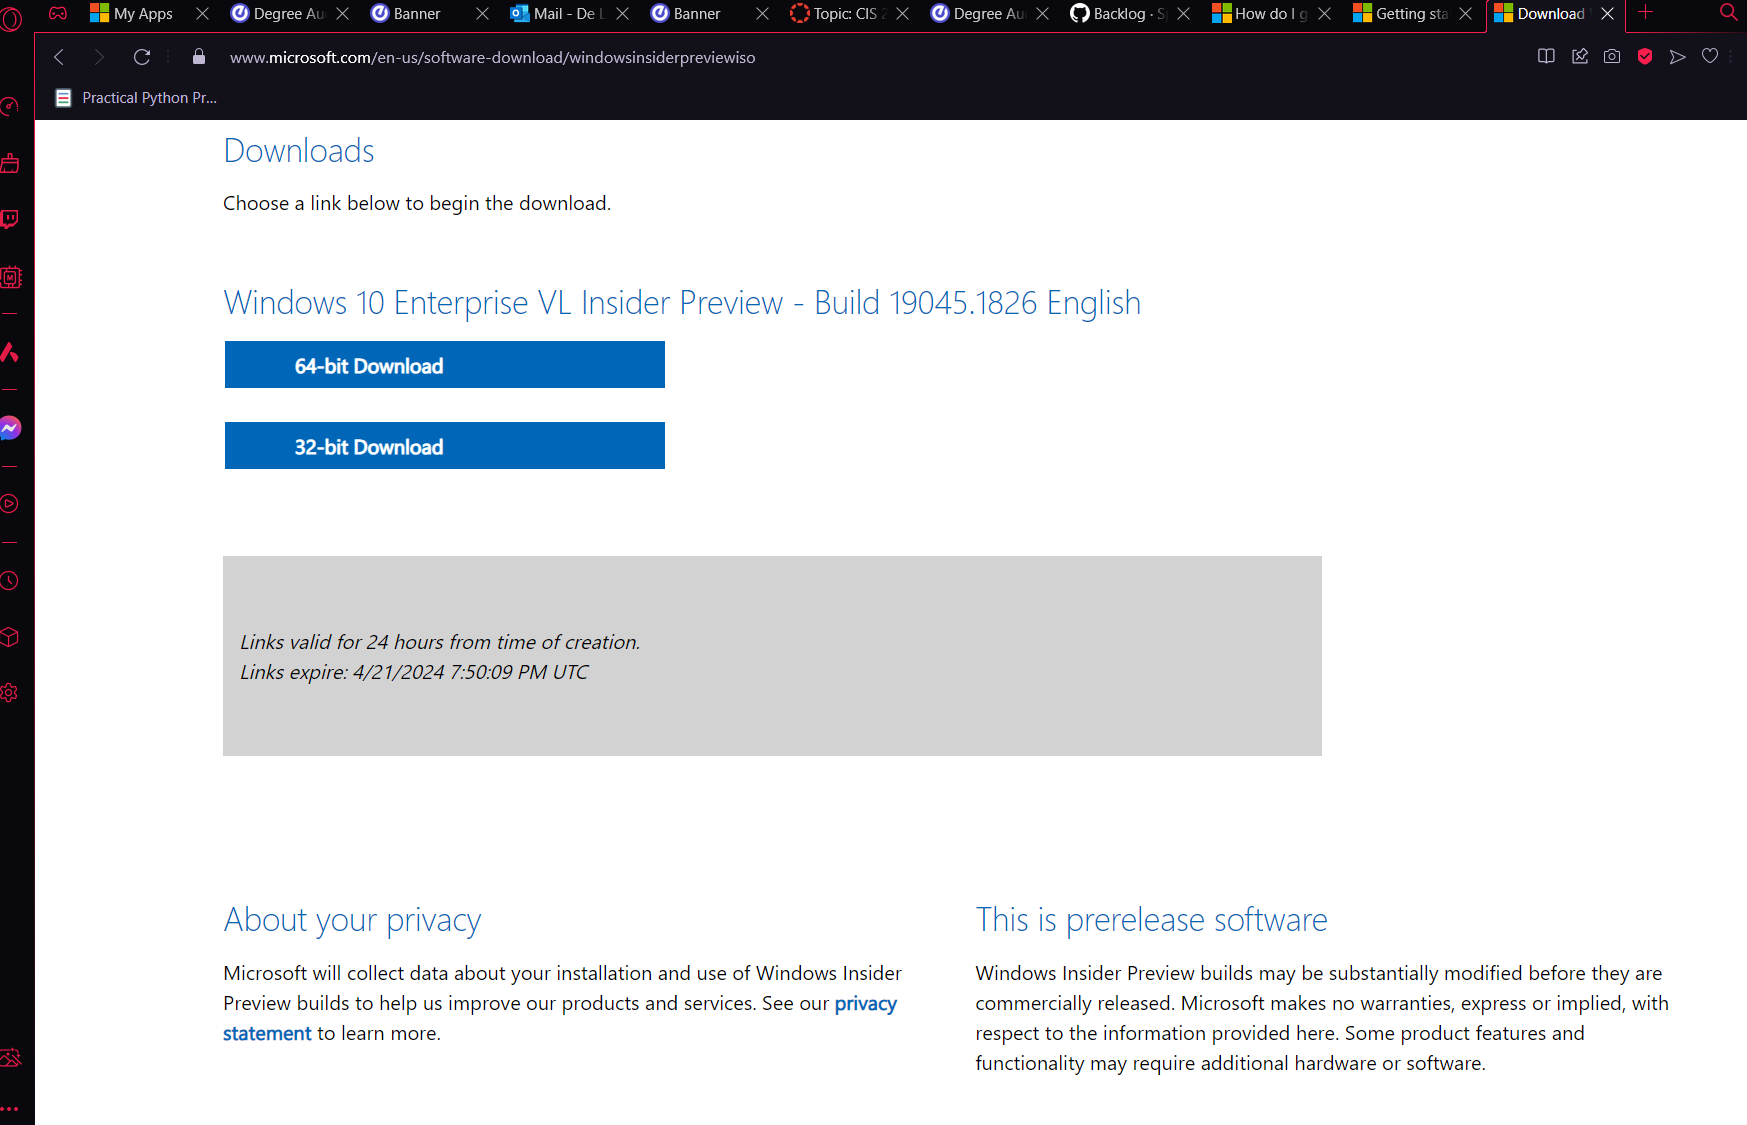 My Apps
Degree Au
Banner
Mail - De L
Banner
Topic: CIS 2
Degree Au
Backlog · S
How do I g
Getting sta
Download
www.microsoft.com/en-us/software-download/windowsinsiderpreviewiso
Practical Python Pr...
Downloads
Choose a link below to begin the download.
Windows 10 Enterprise VL Insider Preview - Build 19045.1826 English
64-bit Download
32-bit Download
Links valid for 24 hours from time of creation.
Links expire: 4/21/2024 7:50:09 PM UTC
About your privacy
Microsoft will collect data about your installation and use of Windows Insider
Preview builds to help us improve our products and services. See our privacy
statement to learn more.
This is prerelease software
Windows Insider Preview builds may be substantially modified before they are
commercially released. Microsoft makes no warranties, express or implied, with
respect to the information provided here. Some product features and
functionality may require additional hardware or software.